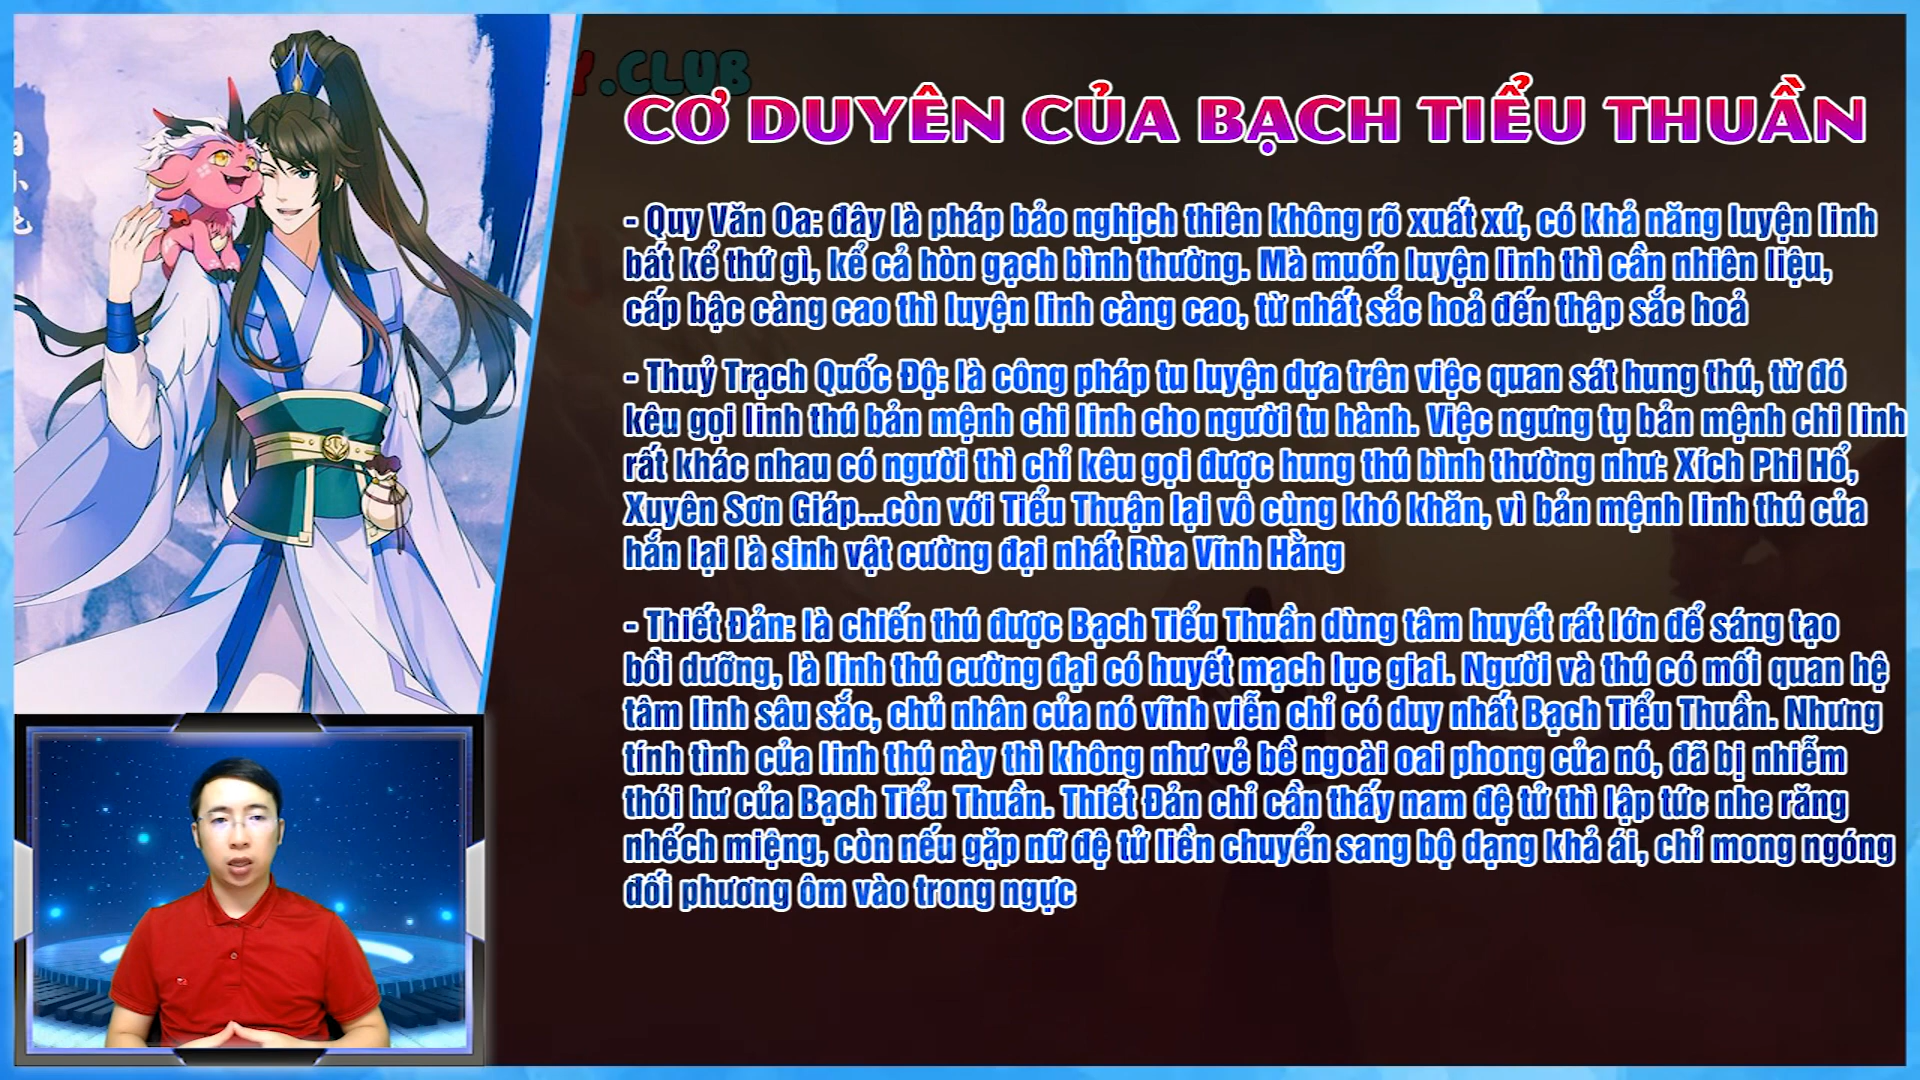 Y.CLUB
CƠ DUYÊN CỦA BẠCH TIỂU THUẦN
- Quy Văn Oa: đây là pháp bảo nghịch thiên không rõ xuất xứ, có khả năng luyện linh
bất kể thứ gì, kể cả hòn gạch bình thường. Mà muốn luyện linh thì cần nhiên liệu,
cấp bậc càng cao thì luyện linh càng cao, từ nhất sắc hoả đến thập sắc hoả
- Thuỷ Trạch Quốc Độ: là công pháp tu luyện dựa trên việc quan sát hung thú, từ đó
kêu gọi linh thú bản mệnh chi linh cho người tu hành. Việc ngưng tụ bản mệnh chi linh
rất khác nhau có người thì chỉ kêu gọi được hung thú bình thường như: Xích Phi Hổ,
Xuyên Sơn Giáp...còn với Tiểu Thuận lại vô cùng khó khăn, vì bản mệnh linh thú của
hắn lại là sinh vật cường đại nhất Rùa Vĩnh Hằng
- Thiết Đản: là chiến thú được Bạch Tiểu Thuần dùng tâm huyết rất lớn để sáng tạo
bồi dưỡng, là linh thú cường đại có huyết mạch lục giai. Người và thú có mối quan hệ
tâm linh sâu sắc, chủ nhân của nó vĩnh viễn chỉ có duy nhất Bạch Tiểu Thuần. Nhưng
tính tình của linh thú này thì không như vẻ bề ngoài oai phong của nó, đã bị nhiễm
thói hư của Bạch Tiểu Thuần. Thiết Đản chỉ cần thấy nam đệ tử thì lập tức nhe răng
nhếch miệng, còn nếu gặp nữ đệ tử liền chuyển sang bộ dạng khả ái, chỉ mong ngóng
đối phương ôm vào trong ngực